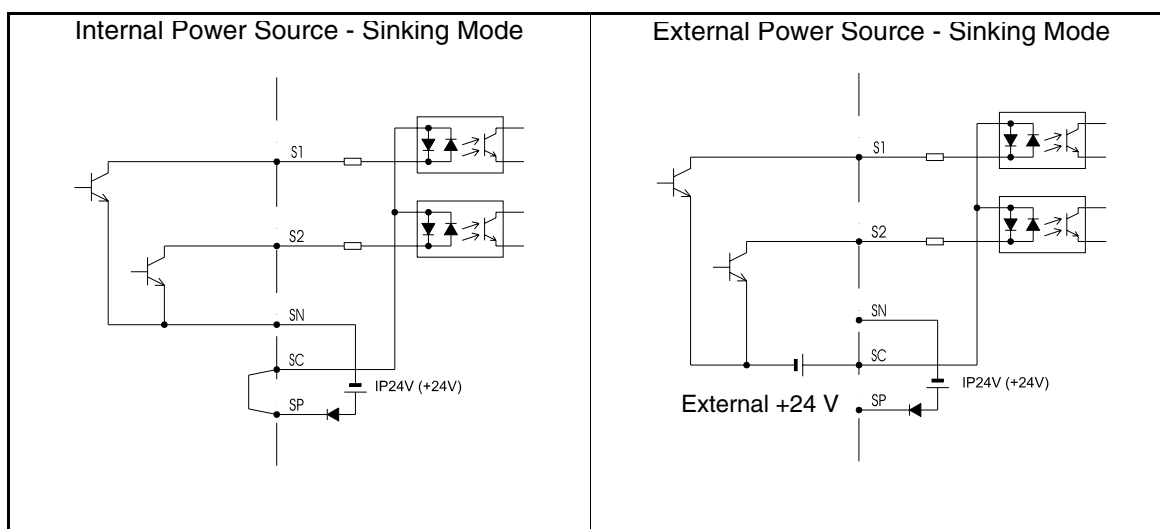 Internal Power Source - Sinking Mode
S1
S2
SN
SC
IP24V (+24V)
SP
External Power Source - Sinking Mode
S1
S2
SN
SC
IP24V (+24V)
External +24 V
SP